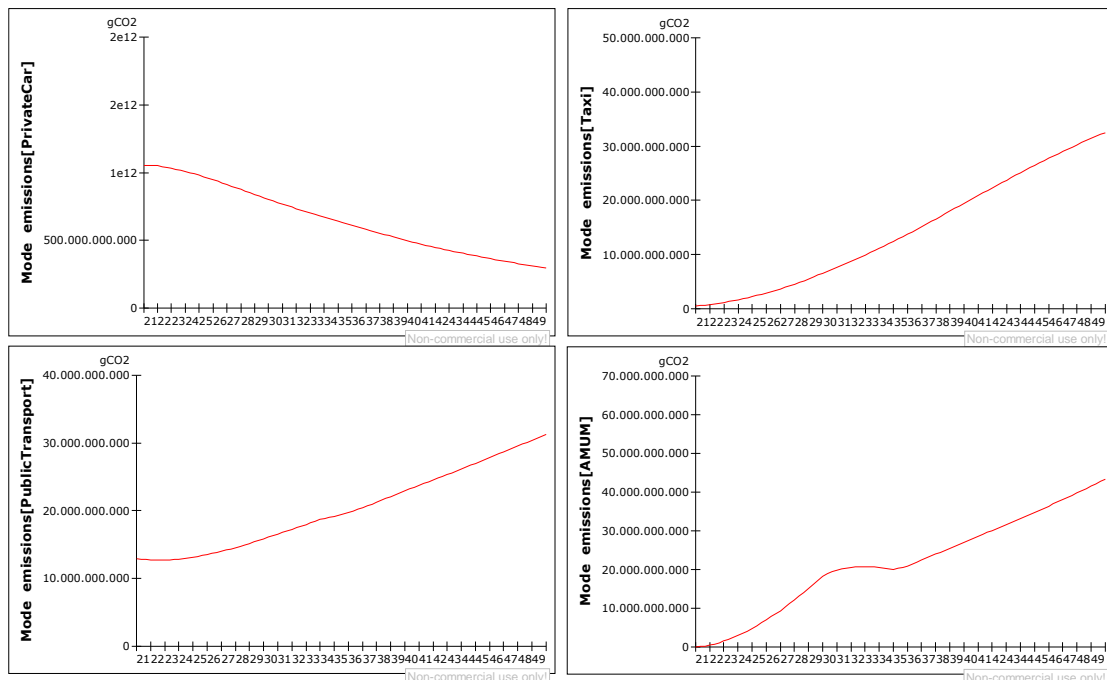 gCO2
Mode emissions[PrivateCar]
2e12
2e12
1e12
500.000.000.000
0
2122232425262728293031323334353637383940414243444546474849
Non-commercial use only!
gCO2
Mode emissions[Taxi]
50.000.000.000
40.000.000.000
30.000.000.000
20.000.000.000
10.000.000.000
0
2122232425262728293031323334353637383940414243444546474849
Non-commercial use only!
gCO2
Mode emissions[PublicTransport]
40.000.000.000
30.000.000.000
20.000.000.000
10.000.000.000
0
2122232425262728293031323334353637383940414243444546474849
Non-commercial use only!
gCO2
Mode emissions[AMUM]
70.000.000.000
60.000.000.000
50.000.000.000
40.000.000.000
30.000.000.000
20.000.000.000
10.000.000.000
0
2122232425262728293031323334353637383940414243444546474849
Non-commercial use only!